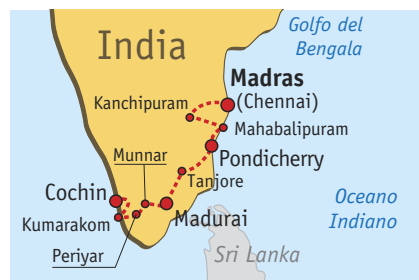 India
Golfo del
Bengala
Madras
(Chennai)
Kanchipuram
Mahabalipuram
Munnar
Pondicherry
Tanjore
Cochin
Madurai
Oceano
Indiano
Kumarakom
Periyar
Sri Lanka